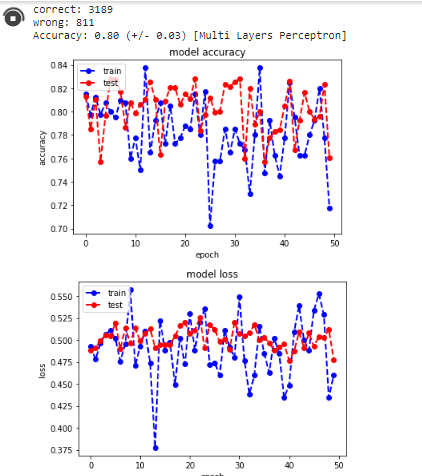 correct: 3189
wrong: 811
Accuracy: 0.80 (+/- 0.03) [Multi Layers Perceptron]
model accuracy
train
test
0.84
0.82
0.80
0.78
0.76
0.74
0.72
0.70
accuracy
0 10 20 30 40 50
epoch
model loss
train
test
0.550
0.525
0.500
0.475
0.450
0.425
0.400
0.375
loss
0 10 20 30 40 50